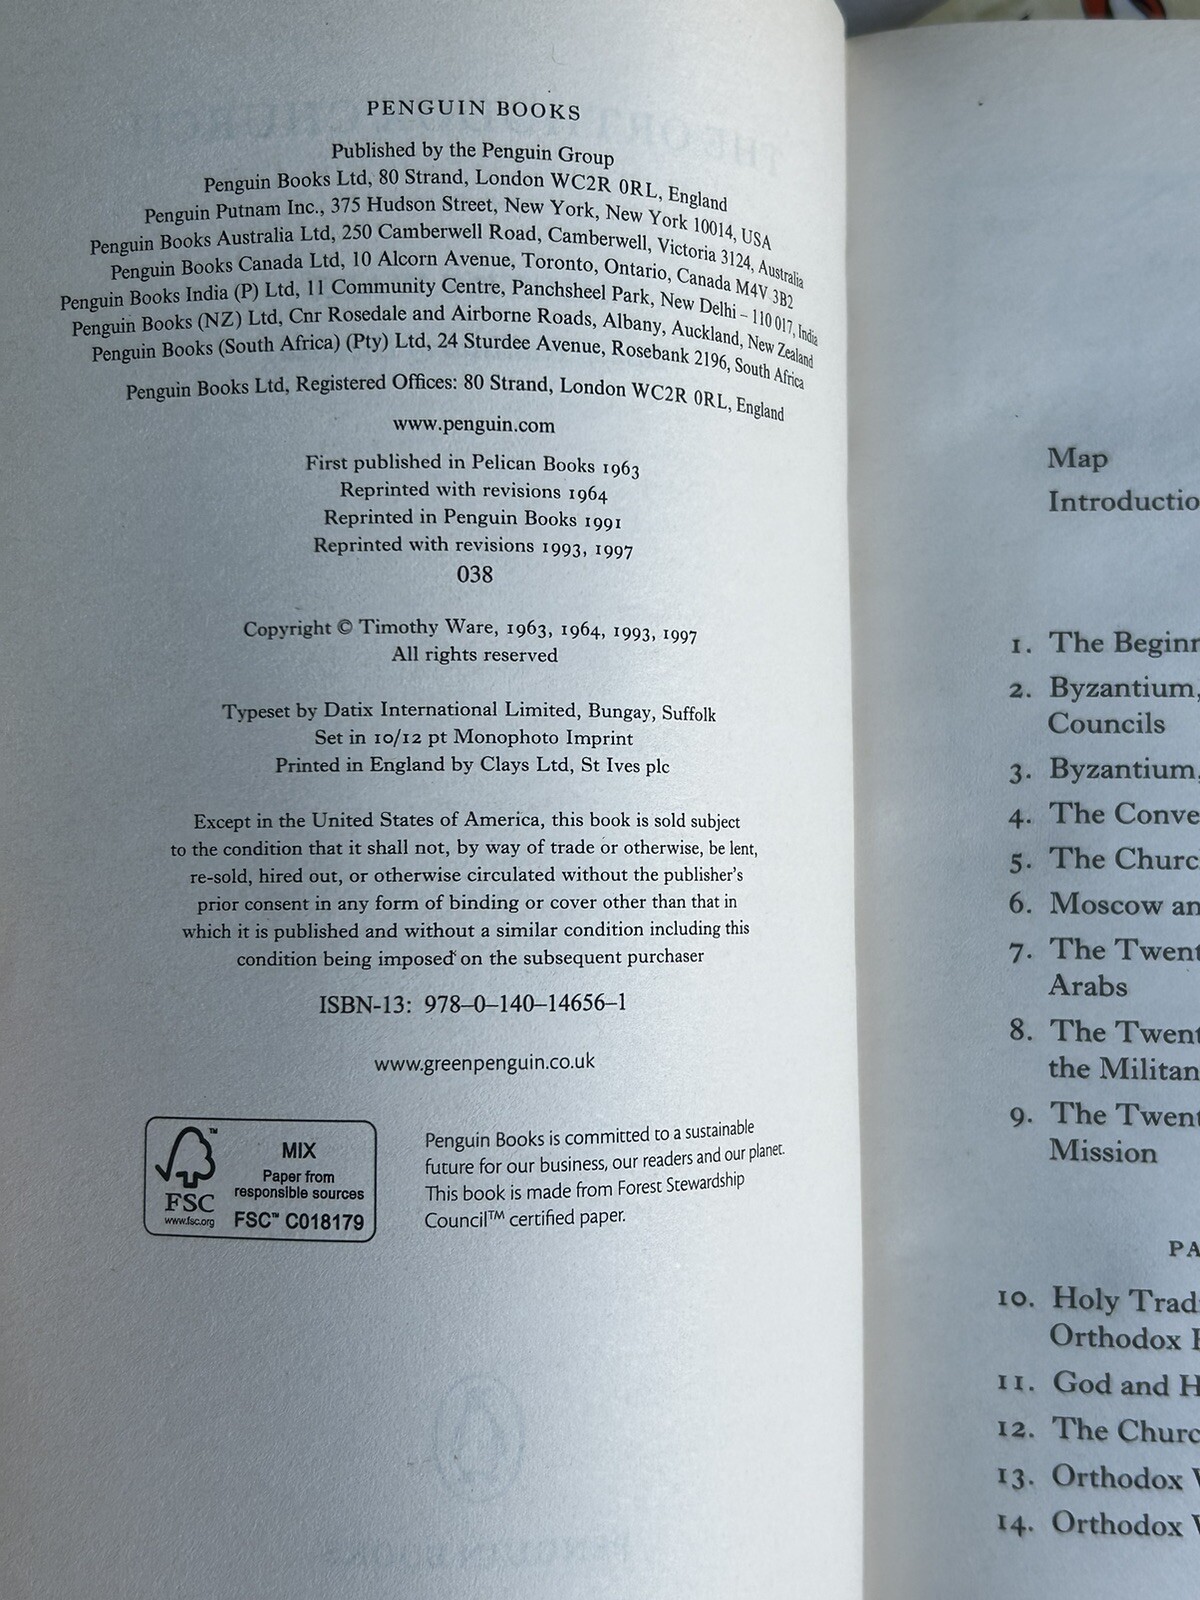 PENGUIN BOOKS
Published by the Penguin Group
Penguin Books Ltd, 80 Strand, London WC2R 0RL, England
Penguin Putnam Inc., 375 Hudson Street, New York, New York 10014, USA
Penguin Books Australia Ltd, 250 Camberwell Road, Camberwell, Victoria 3124, Australia
Penguin Books Canada Ltd, 10 Alcorn Avenue, Toronto, Ontario, Canada M4V 3B2
Penguin Books India (P) Ltd, 11 Community Centre, Panchsheel Park, New Delhi – 110 017, India
Penguin Books (NZ) Ltd, Cnr Rosedale and Airborne Roads, Albany, Auckland, New Zealand
Penguin Books (South Africa) (Pty) Ltd, 24 Sturdee Avenue, Rosebank 2196, South Africa
Penguin Books Ltd, Registered Offices: 80 Strand, London WC2R 0RL, England
www.penguin.com
First published in Pelican Books 1963
Reprinted with revisions 1964
Reprinted in Penguin Books 1991
Reprinted with revisions 1993, 1997
038
Copyright © Timothy Ware, 1963, 1964, 1993, 1997
All rights reserved
Typeset by Datix International Limited, Bungay, Suffolk
Set in 10/12 pt Monophoto Imprint
Printed in England by Clays Ltd, St Ives plc
Except in the United States of America, this book is sold subject
to the condition that it shall not, by way of trade or otherwise, be lent,
re-sold, hired out, or otherwise circulated without the publisher's
prior consent in any form of binding or cover other than that in
which it is published and without a similar condition including this
condition being imposed on the subsequent purchaser
ISBN-13: 978–0–140–14656–1
www.greenpenguin.co.uk
FSC
www.fsc.org
MIX
Paper from
responsible sources
FSC™ C018179
Penguin Books is committed to a sustainable
future for our business, our readers and our planet.
This book is made from Forest Stewardship
Council™ certified paper.
Map
Introductio
1. The Beginn
2. Byzantium,
Councils
3. Byzantium,
4. The Conve
5. The Churc
6. Moscow an
7. The Twent
Arabs
8. The Twent
the Militan
9. The Twent
Mission
PA
10. Holy Trad
Orthodox
11. God and H
12. The Churc
13. Orthodox
14. Orthodox